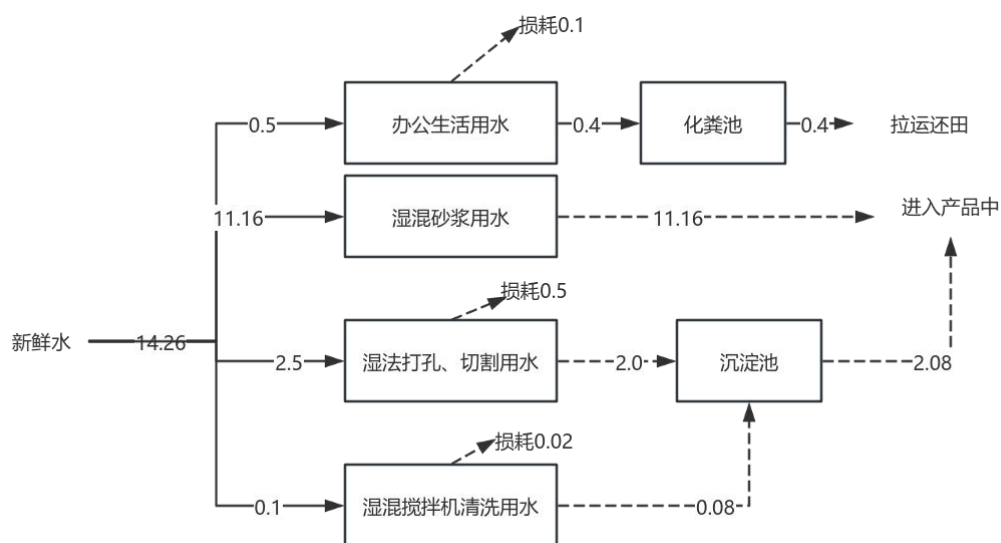 损耗0.1
0.5
办公生活用水
0.4
化粪池
0.4
拉运还田
11.16
湿混砂浆用水
11.16
进入产品中
损耗0.5
新鲜水
14.26
2.5
湿法打孔、切割用水
2.0
沉淀池
2.08
损耗0.02
0.1
湿混搅拌机清洗用水
0.08